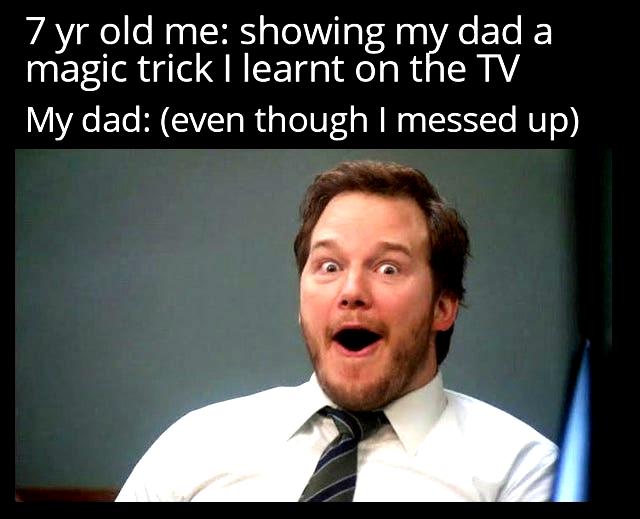 7 yr old me: showing my dad a
magic trick I learnt on the TV
My dad: (even though I messed up)